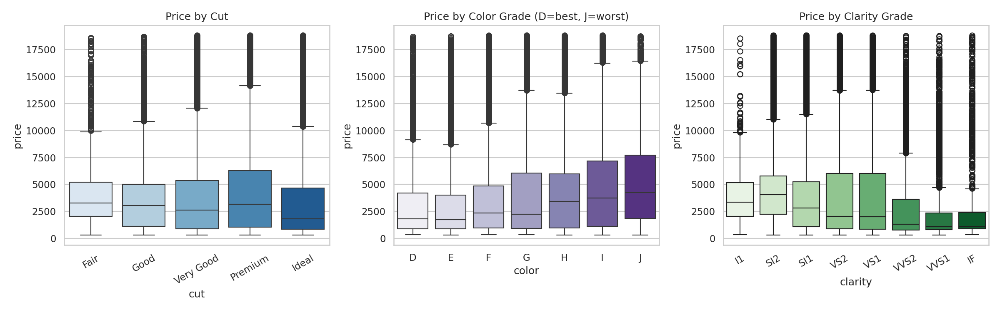 Price by Cut
price
17500
15000
12500
10000
7500
5000
2500
0
Fair
Good
Very Good
Premium
Ideal
cut
Price by Color Grade (D=best, J=worst)
price
17500
15000
12500
10000
7500
5000
2500
0
D
E
F
G
H
I
J
color
Price by Clarity Grade
price
17500
15000
12500
10000
7500
5000
2500
0
I1
SI2
SI1
VS2
VS1
VVS2
VVS1
IF
clarity